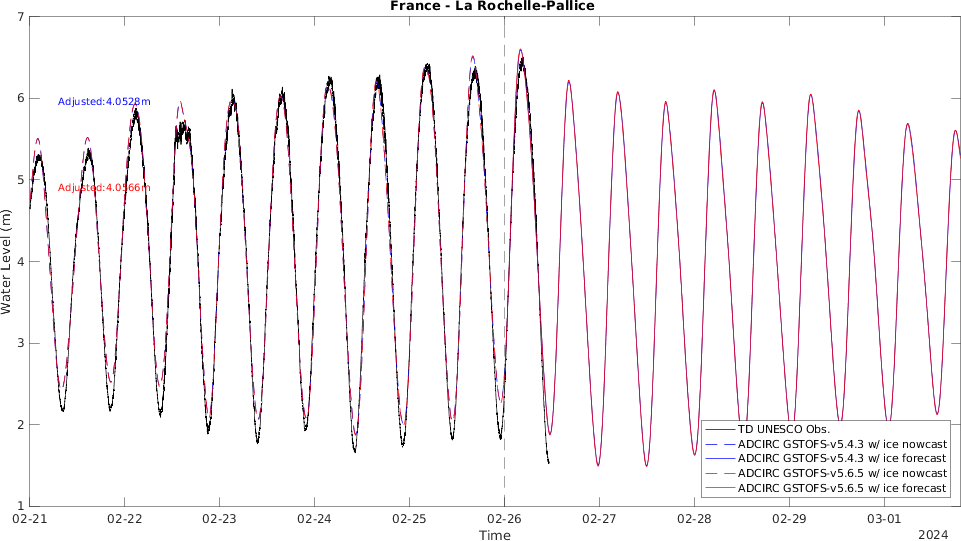 France - La Rochelle-Pallice
7
6
5
4
3
2
1
Water Level (m)
Adjusted:4.0528m
Adjusted:4.0566m
TD UNESCO Obs.
ADCIRC GSTOFS-v5.4.3 w/ ice nowcast
ADCIRC GSTOFS-v5.4.3 w/ ice forecast
ADCIRC GSTOFS-v5.6.5 w/ ice nowcast
ADCIRC GSTOFS-v5.6.5 w/ ice forecast
02-21 02-22 02-23 02-24 02-25 02-26 02-27 02-28 02-29 03-01
Time
2024